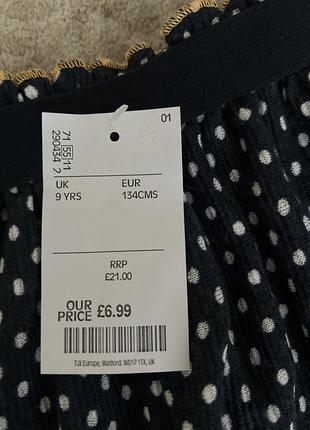 01
71 55 11
290434 2
UK EUR
9 YRS 134CMS
RRP
£21.00
OUR
PRICE £6.99
TJX Europe, Watford, WD17 1TX, UK